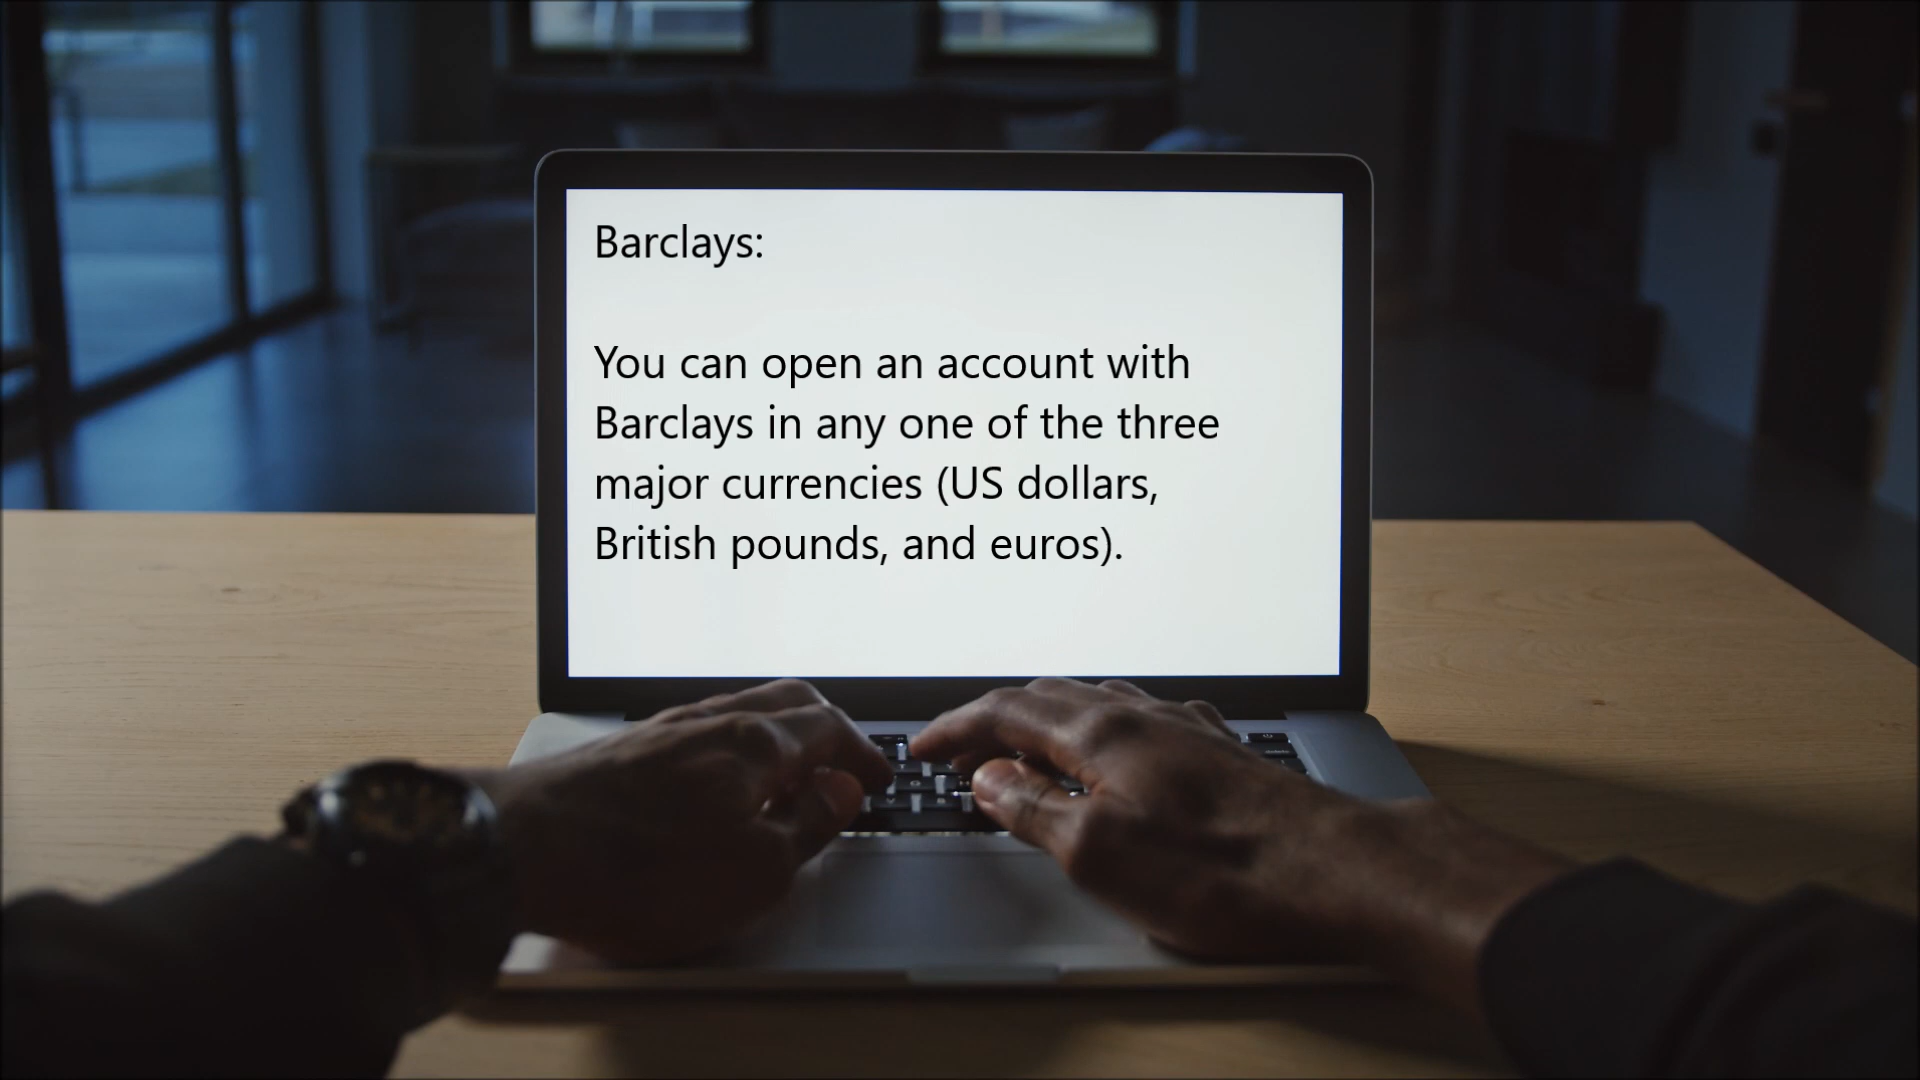 Barclays:
You can open an account with
Barclays in any one of the three
major currencies (US dollars,
British pounds, and euros).